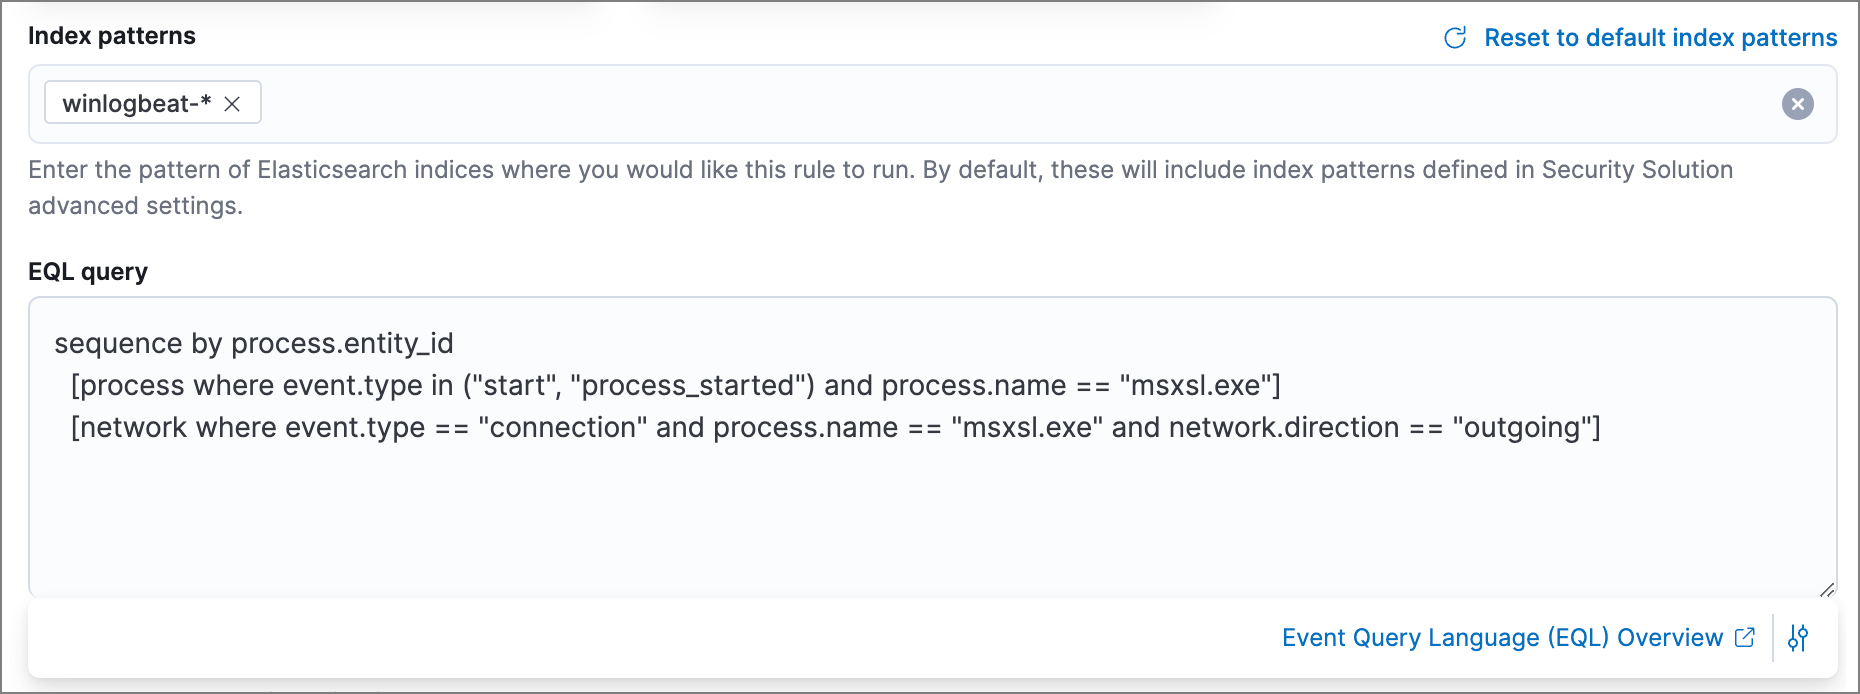 Index patterns
Reset to default index patterns
winlogbeat-*
Enter the pattern of Elasticsearch indices where you would like this rule to run. By default, these will include index patterns defined in Security Solution
advanced settings.
EQL query
sequence by process.entity_id
[process where event.type in ("start", "process_started") and process.name == "msxsl.exe"]
[network where event.type == "connection" and process.name == "msxsl.exe" and network.direction == "outgoing"]
Event Query Language (EQL) Overview